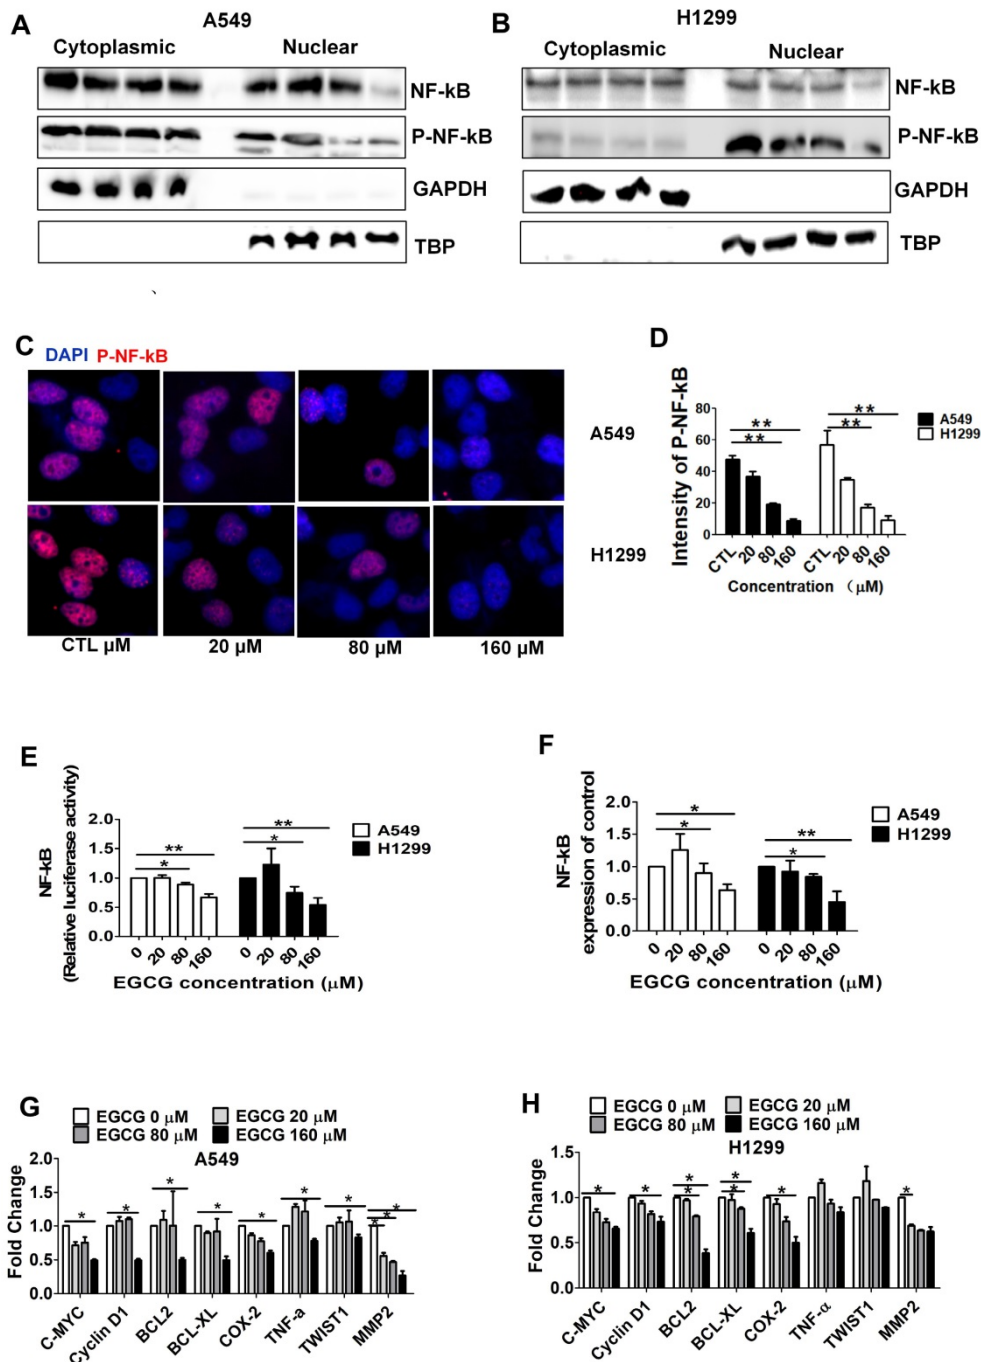 A
A549
Cytoplasmic Nuclear
NF-kB
P-NF-kB
GAPDH
TBP
B
H1299
Cytoplasmic Nuclear
NF-kB
P-NF-kB
GAPDH
TBP
、
C
DAPI P-NF-kB
A549
H1299
CTL μM 20 μM 80 μM 160 μM
D
Intensity of P-NF-kB
80
60
40
20
0
** ** ** **
A549
H1299
CTL 20 80 160 CTL 20 80 160
Concentration （μM)
E
NF-kB
(Relative luciferase activity)
2.0
1.5
1.0
0.5
0.0
** * ** *
A549
H1299
0 20 80 160 0 20 80 160
EGCG concentration (μM)
F
NF-kB
expression of control
2.0
1.5
1.0
0.5
0.0
* * ** *
A549
H1299
0 20 80 160 0 20 80 160
EGCG concentration (μM)
G
EGCG 0 μM EGCG 20 μM
EGCG 80 μM EGCG 160 μM
A549
Fold Change
2.0
1.5
1.0
0.5
0.0
* * * * * * * * * *
C-MYC Cyclin D1 BCL2 BCL-XL COX-2 TNF-a TWIST1 MMP2
H
EGCG 0 μM EGCG 20 μM
EGCG 80 μM EGCG 160 μM
H1299
Fold Change
1.5
1.0
0.5
0.0
* * * * * * * *
C-MYC Cyclin D1 BCL2 BCL-XL COX-2 TNF-α TWIST1 MMP2